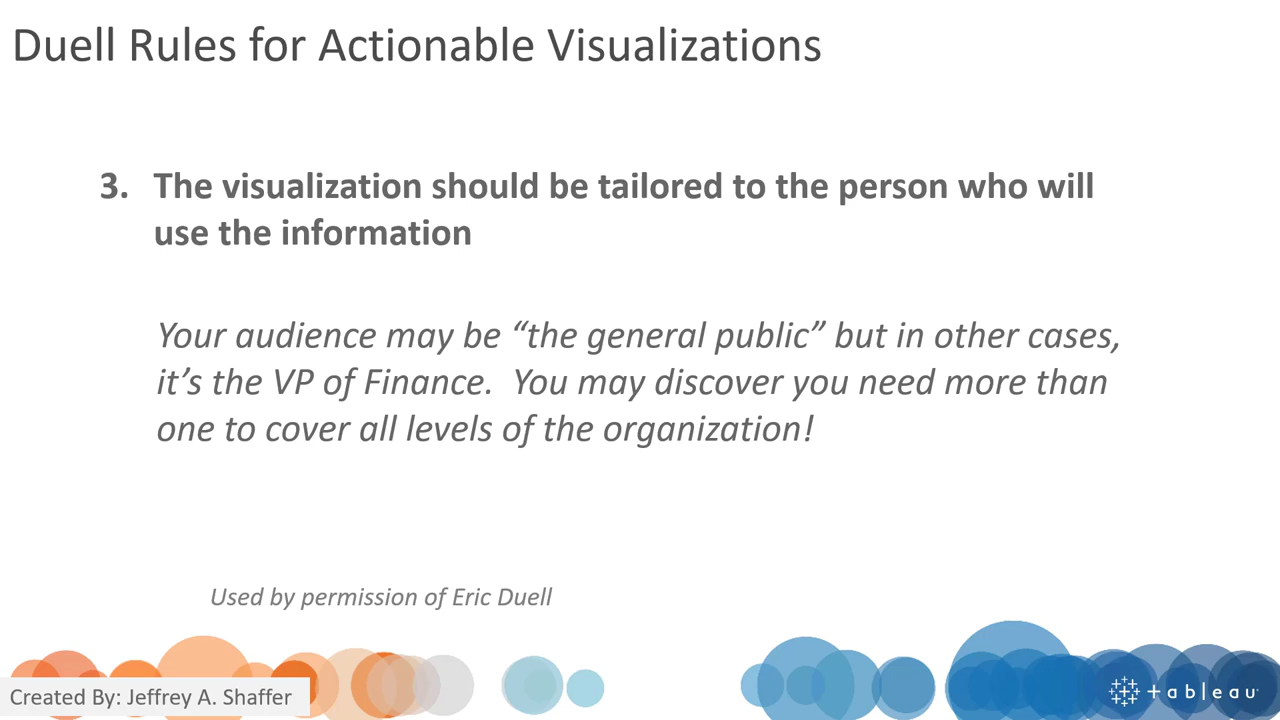 Duell Rules for Actionable Visualizations
3. The visualization should be tailored to the person who will
use the information
Your audience may be “the general public” but in other cases,
it’s the VP of Finance.  You may discover you need more than
one to cover all levels of the organization!
Used by permission of Eric Duell
Created By: Jeffrey A. Shaffer
+ableau